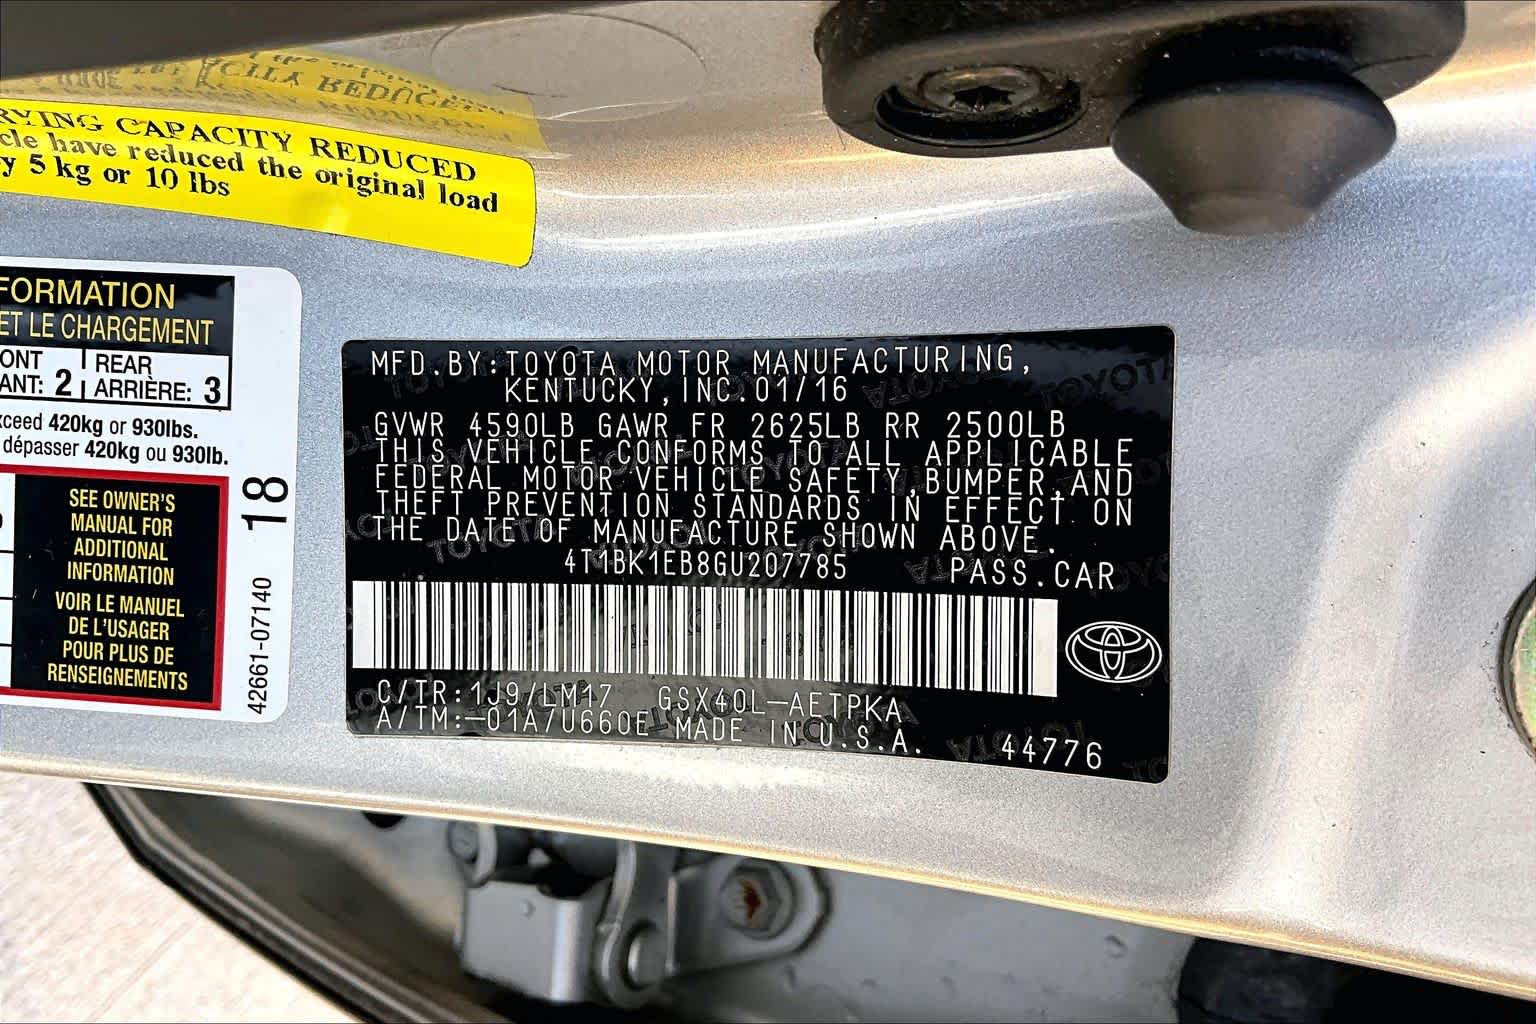 RYING CAPACITY REDUCED
cle have reduced the original load
y 5 kg or 10 lbs
FORMATION
ET LE CHARGEMENT
ONT | REAR
ANT: 2 | ARRIÈRE: 3
xceed 420kg or 930lbs.
dépasser 420kg ou 930lb.
SEE OWNER'S
MANUAL FOR
ADDITIONAL
INFORMATION
VOIR LE MANUEL
DE L'USAGER
POUR PLUS DE
RENSEIGNEMENTS
18
42661-07140
MFD.BY:TOYOTA MOTOR MANUFACTURING,
KENTUCKY,INC.01/16
GVWR 4590LB GAWR FR 2625LB RR 2500LB
THIS VEHICLE CONFORMS TO ALL APPLICABLE
FEDERAL MOTOR VEHICLE SAFETY,BUMPER,AND
THEFT PREVENTION STANDARDS IN EFFECT ON
THE DATE OF MANUFACTURE SHOWN ABOVE.
4T1BK1EB8GU207785 PASS.CAR
C/TR:1J9/LM17 GSX40L-AETPKA
A/TM:-01A/U660E MADE IN U.S.A. 44776